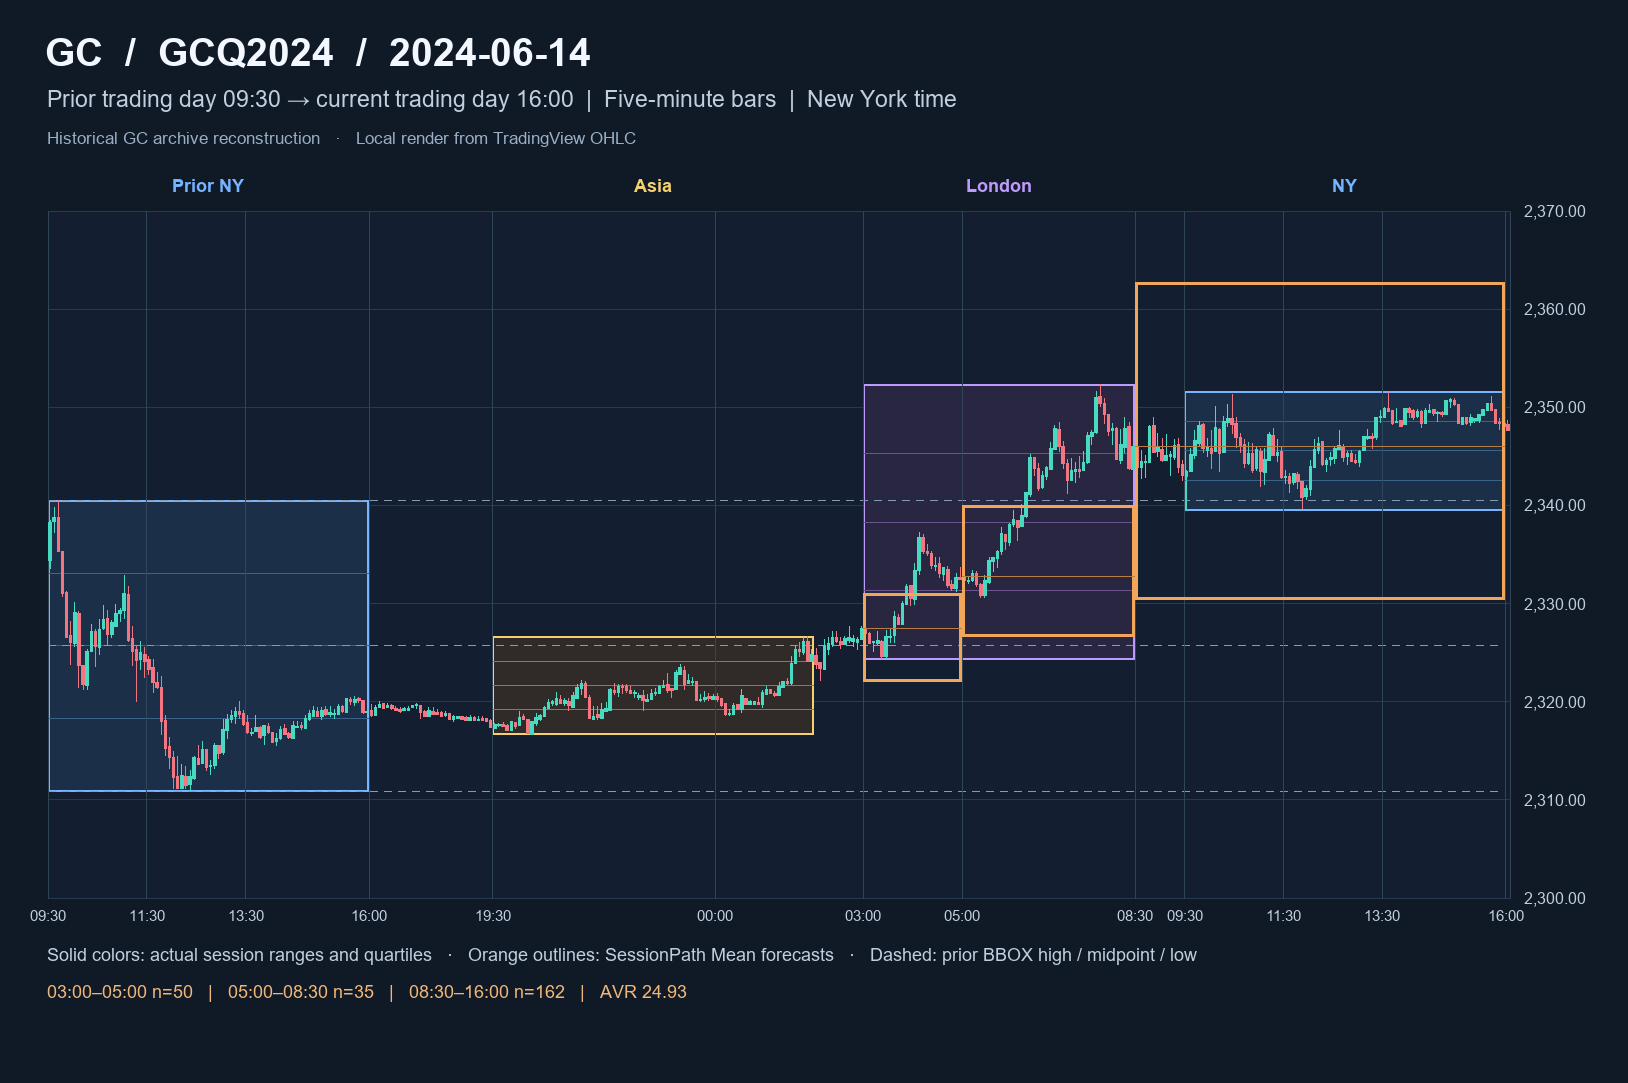 GC / GCQ2024 / 2024-06-14
Prior trading day 09:30 → current trading day 16:00 | Five-minute bars | New York time
Historical GC archive reconstruction · Local render from TradingView OHLC
Prior NY Asia London NY
2,370.00
2,360.00
2,350.00
2,340.00
2,330.00
2,320.00
2,310.00
2,300.00
09:30 11:30 13:30 16:00 19:30 00:00 03:00 05:00 08:30 09:30 11:30 13:30 16:00
Solid colors: actual session ranges and quartiles · Orange outlines: SessionPath Mean forecasts · Dashed: prior BBOX high / midpoint / low
03:00–05:00 n=50 | 05:00–08:30 n=35 | 08:30–16:00 n=162 | AVR 24.93